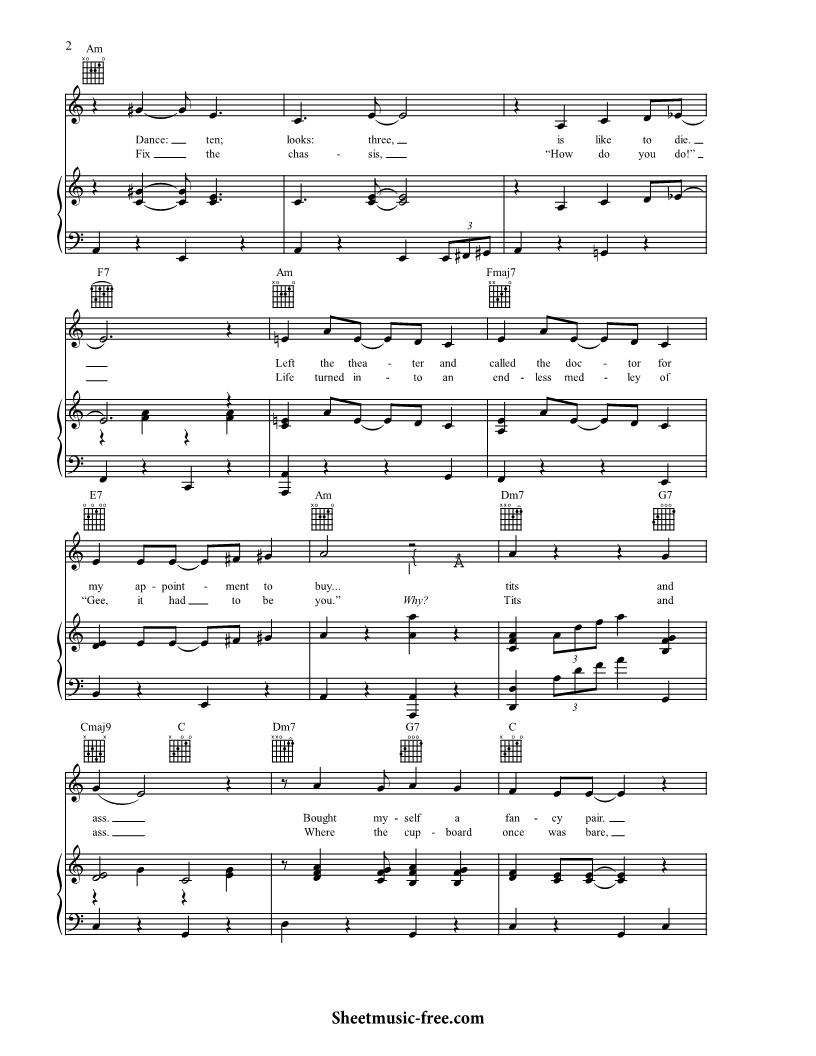 2
Am
Dance: ten; looks: three, is like to die.
Fix the chas - sis, “How do you do!”
3
F7 Am Fmaj7
Left the thea - ter and called the doc - tor for
Life turned in - to an end - less med - ley of
E7 Am Dm7 G7
my ap - point - ment to buy... tits and
“Gee, it had to be you.” Why? Tits and
3
3
Cmaj9 C Dm7 G7 C
ass. Bought my - self a fan - cy pair.
ass. Where the cup - board once was bare,
Sheetmusic-free.com